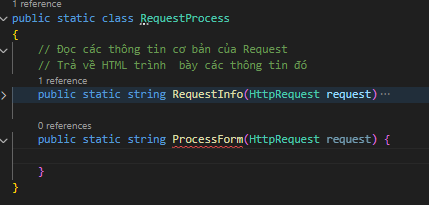 1 reference
public static class RequestProcess
{
// Đọc các thông tin cơ bản của Request
// Trả về HTML trình  bày các thông tin đó
1 reference
public static string RequestInfo(HttpRequest request)···
0 references
public static string ProcessForm(HttpRequest request) {
}
}